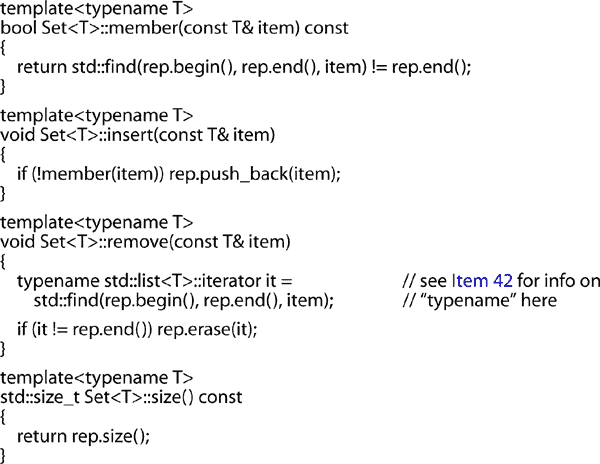 template<typename T>
bool Set<T>::member(const T& item) const
{
return std::find(rep.begin(), rep.end(), item) != rep.end();
}
template<typename T>
void Set<T>::insert(const T& item)
{
if (!member(item)) rep.push_back(item);
}
template<typename T>
void Set<T>::remove(const T& item)
{
typename std::list<T>::iterator it = // see Item 42 for info on
std::find(rep.begin(), rep.end(), item); // “typename” here
if (it != rep.end()) rep.erase(it);
}
template<typename T>
std::size_t Set<T>::size() const
{
return rep.size();
}